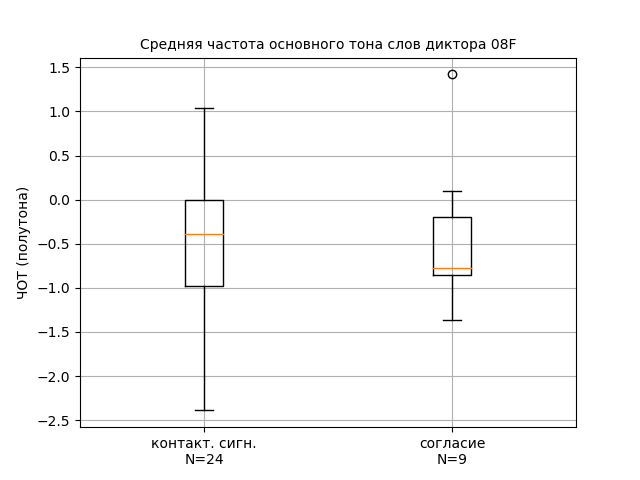 Средняя частота основного тона слов диктора 08F
1.5
1.0
0.5
0.0
−0.5
−1.0
−1.5
−2.0
−2.5
ЧОТ (полутона)
контакт. сигн.
N=24
согласие
N=9